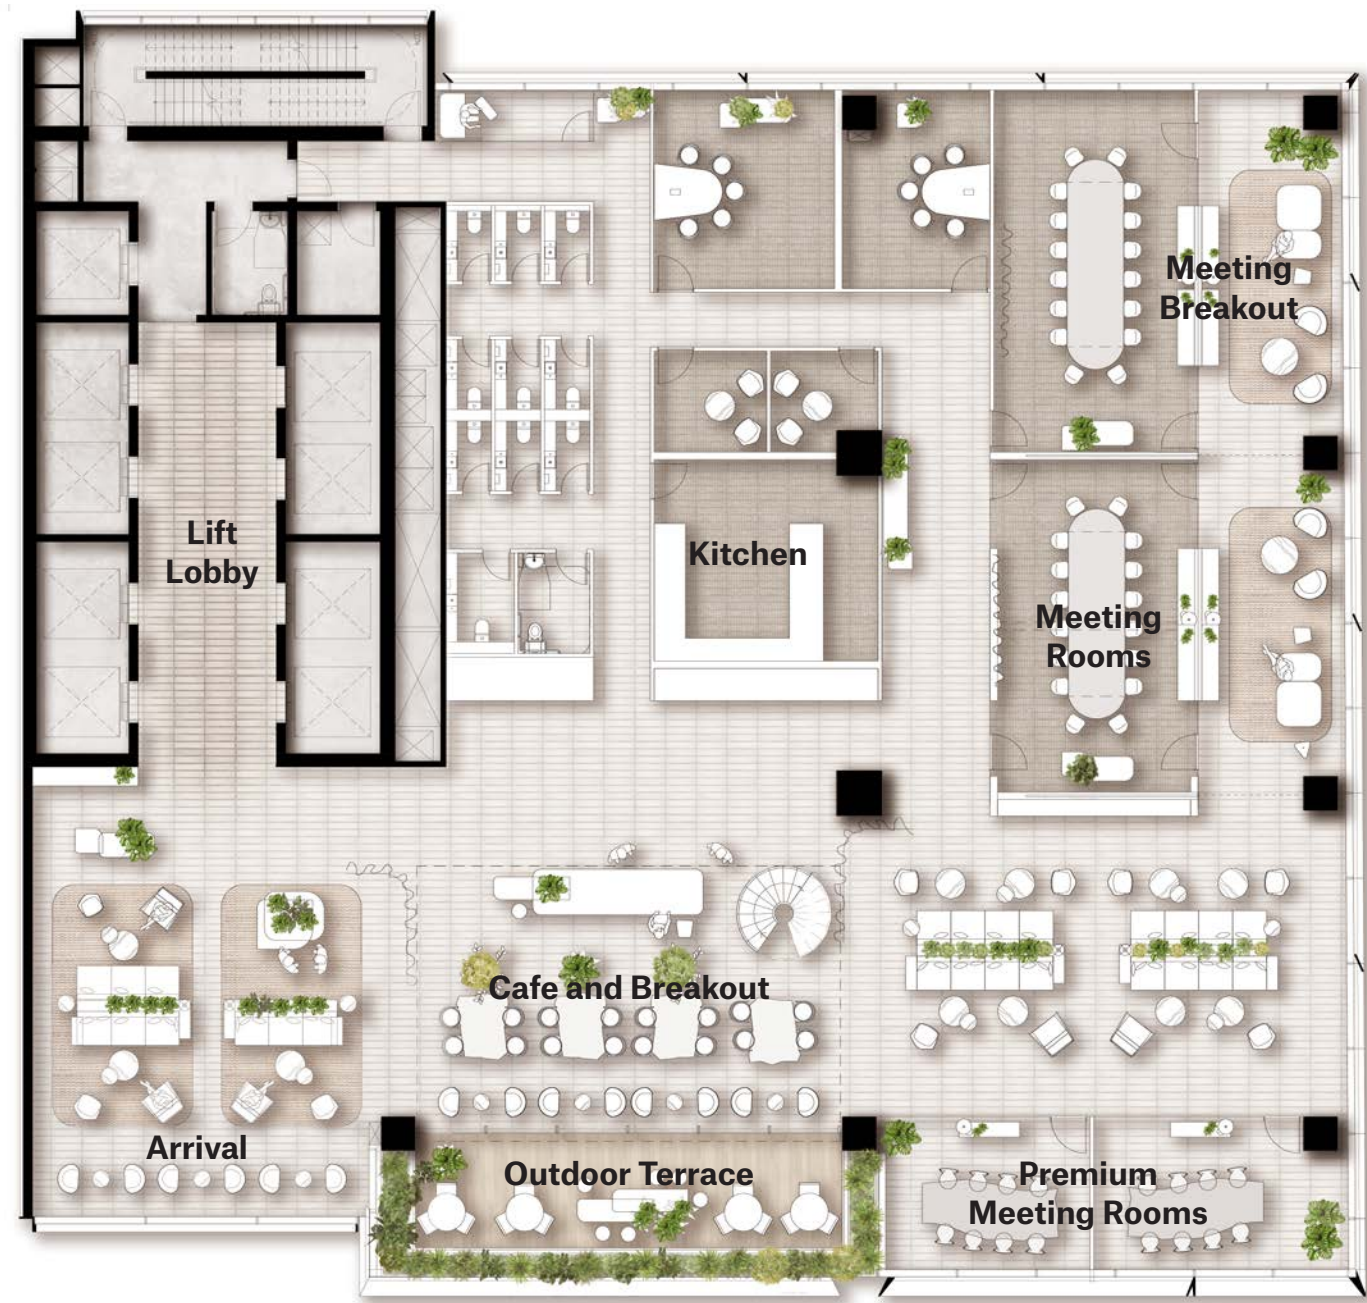 Meeting
Breakout
Lift
Lobby
Kitchen
Meeting
Rooms
Cafe and Breakout
Arrival
Outdoor Terrace
Premium
Meeting Rooms